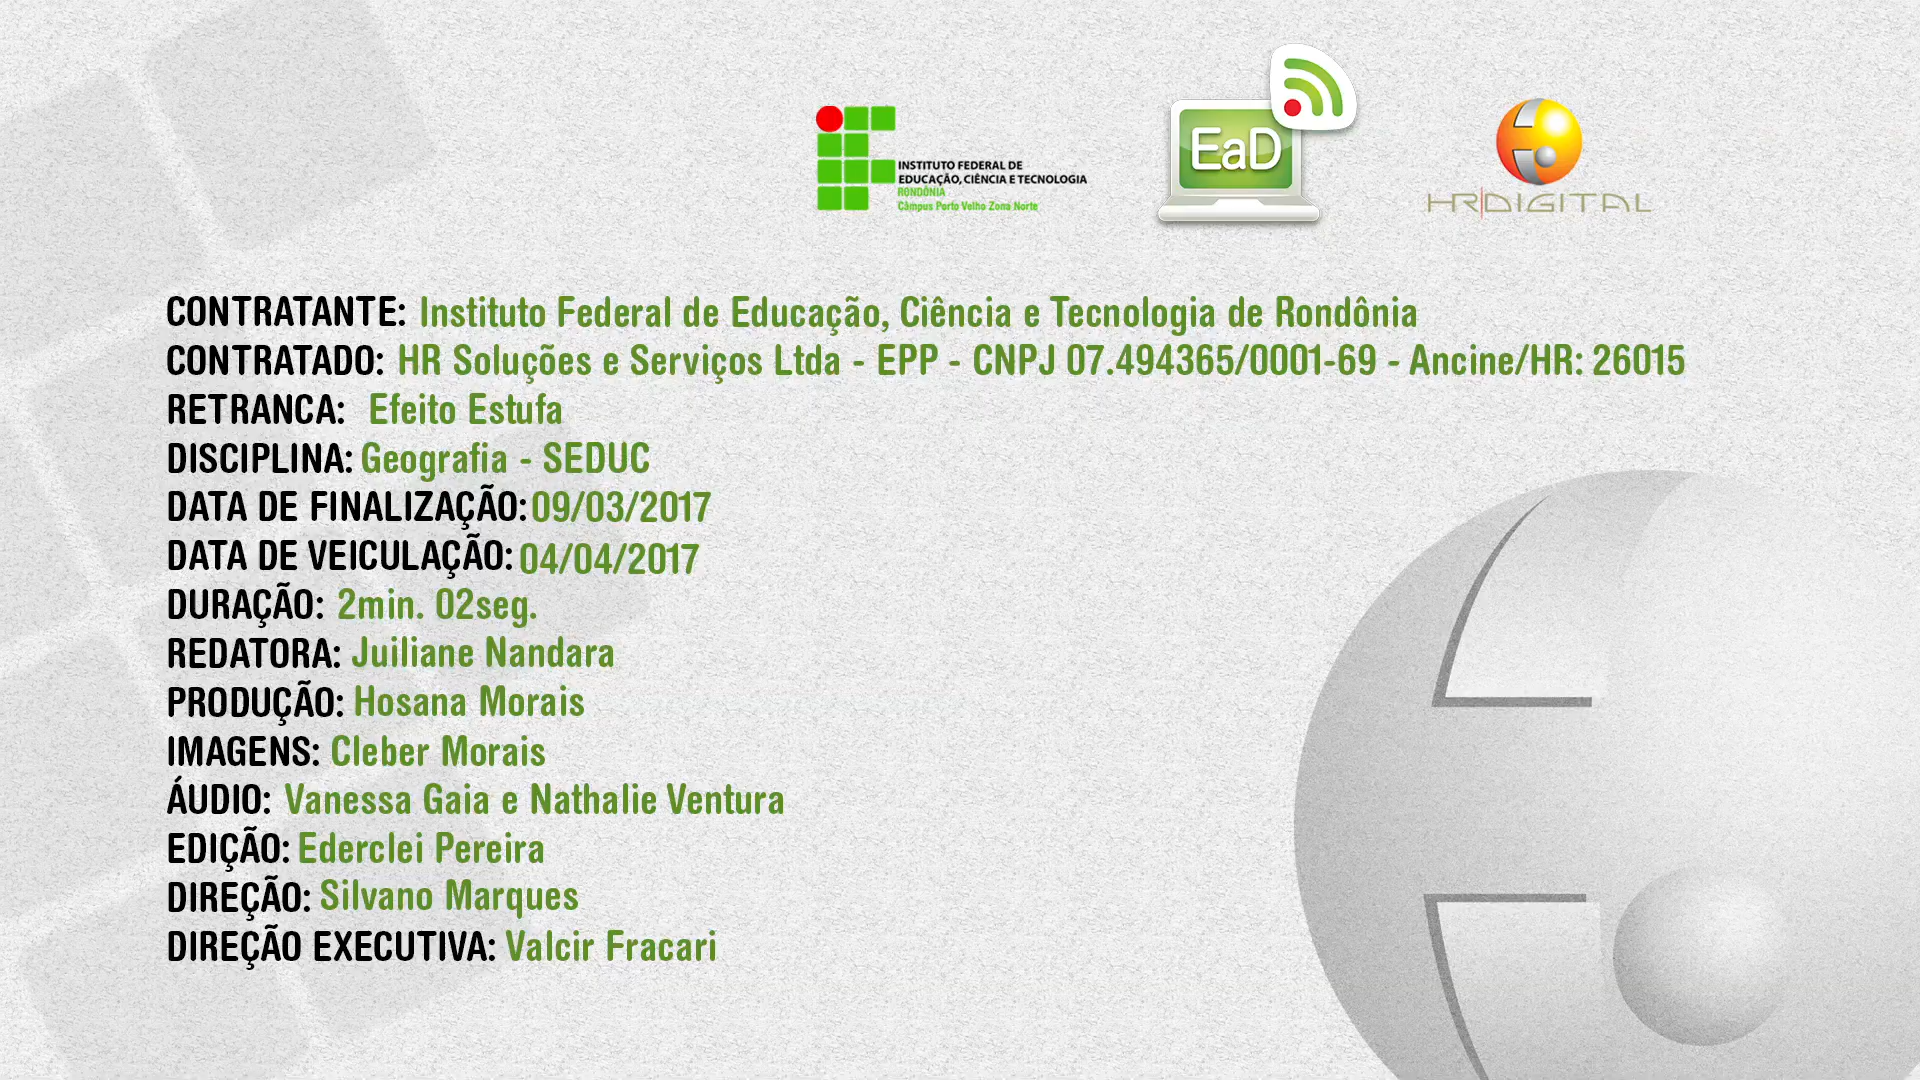 INSTITUTO FEDERAL DE
EDUCAÇÃO, CIÊNCIA E TECNOLOGIA
RONDÔNIA
Câmpus Porto Velho Zona Norte
EaD
HR DIGITAL
CONTRATANTE: Instituto Federal de Educação, Ciência e Tecnologia de Rondônia
CONTRATADO: HR Soluções e Serviços Ltda - EPP - CNPJ 07.494365/0001-69 - Ancine/HR: 26015
RETRANCA: Efeito Estufa
DISCIPLINA: Geografia - SEDUC
DATA DE FINALIZAÇÃO: 09/03/2017
DATA DE VEICULAÇÃO: 04/04/2017
DURAÇÃO: 2min. 02seg.
REDATORA: Juiliane Nandara
PRODUÇÃO: Hosana Morais
IMAGENS: Cleber Morais
ÁUDIO: Vanessa Gaia e Nathalie Ventura
EDIÇÃO: Ederclei Pereira
DIREÇÃO: Silvano Marques
DIREÇÃO EXECUTIVA: Valcir Fracari